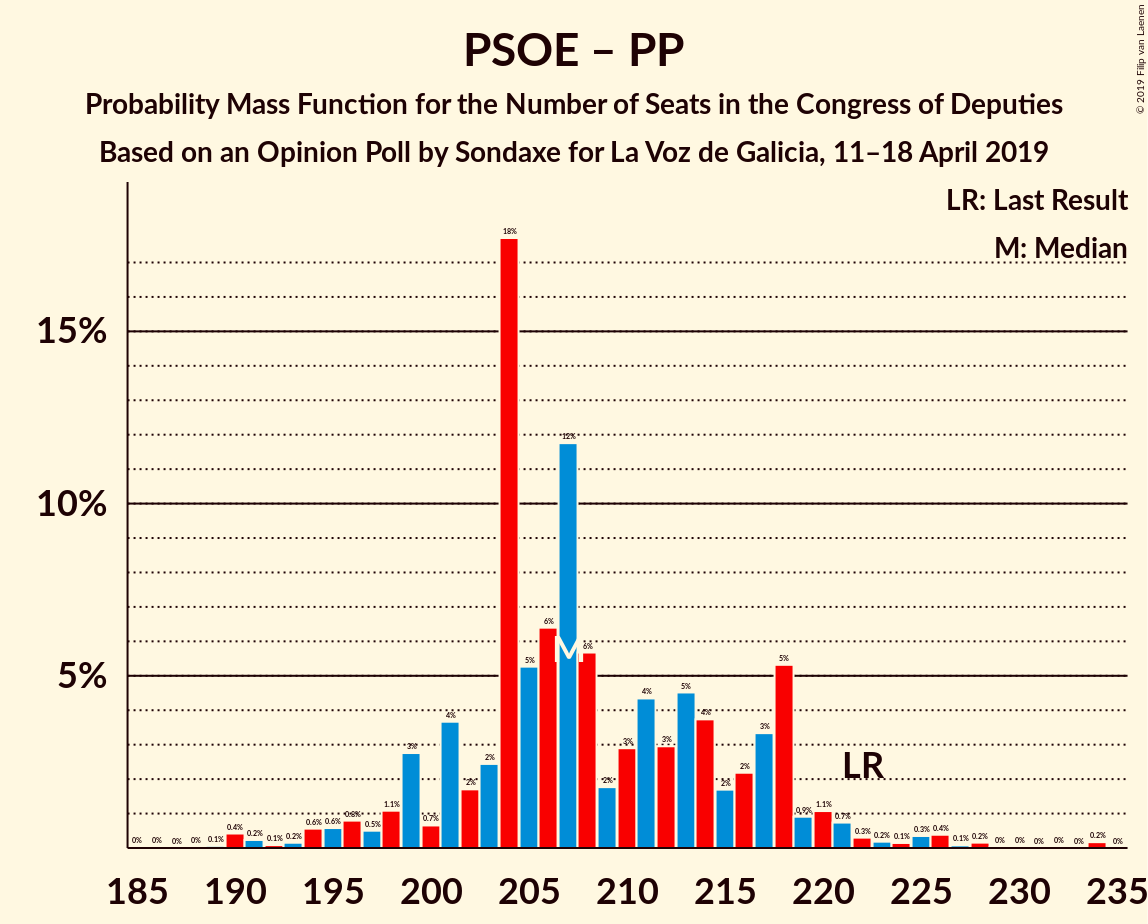 PSOE – PP
Probability Mass Function for the Number of Seats in the Congress of Deputies
Based on an Opinion Poll by Sondaxe for La Voz de Galicia, 11–18 April 2019
© 2019 Filip van Laenen
LR: Last Result
M: Median
15%
10%
5%
0% 0% 0% 0% 0.1% 0.4% 0.2% 0.1% 0.2% 0.6% 0.6% 0.8% 0.5% 1.1% 3% 0.7% 4% 2% 2% 18% 5% 6% 12% 6% 2% 3% 4% 3% 5% 4% 2% 2% 3% 5% 0.9% 1.1% 0.7% 0.3% 0.2% 0.1% 0.3% 0.4% 0.1% 0.2% 0% 0% 0% 0% 0% 0.2% 0%
M
LR
185 190 195 200 205 210 215 220 225 230 235